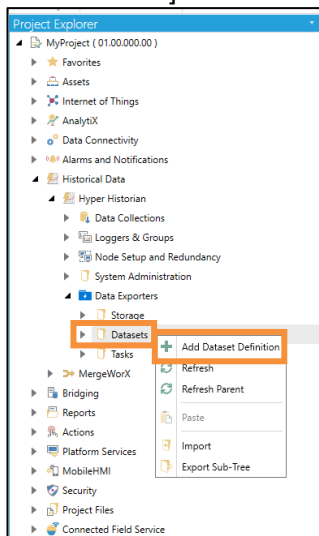 ]
Project Explorer
MyProject ( 01.00.000.00 )
Favorites
Assets
Internet of Things
AnalytiX
Data Connectivity
Alarms and Notifications
Historical Data
Hyper Historian
Data Collections
Loggers & Groups
Node Setup and Redundancy
System Administration
Data Exporters
Storage
Datasets
Add Dataset Definition
Tasks
Refresh
MergeWorX
Refresh Parent
Bridging
Reports
Paste
Actions
Platform Services
Import
MobileHMI
Export Sub-Tree
Security
Project Files
Connected Field Service